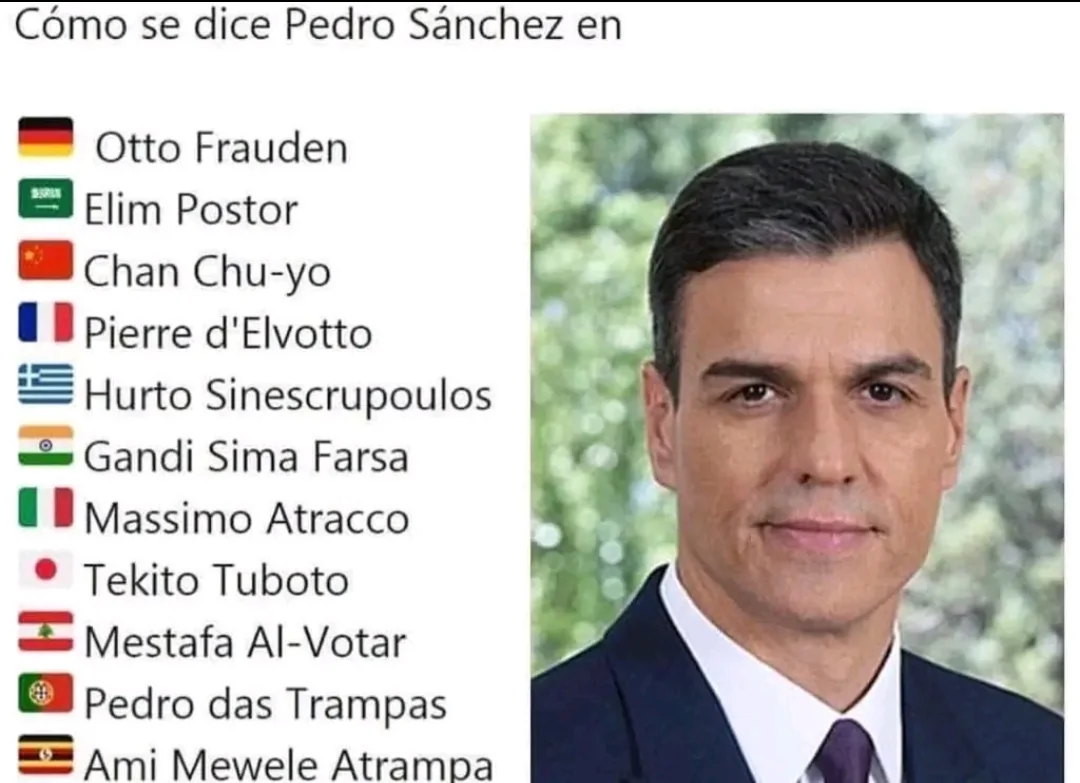 Cómo se dice Pedro Sánchez en
Otto Frauden
Elim Postor
Chan Chu-yo
Pierre d'Elvotto
Hurto Sinescrupoulos
Gandi Sima Farsa
Massimo Atracco
Tekito Tuboto
Mestafa Al-Votar
Pedro das Trampas
Ami Mewele Atrampa